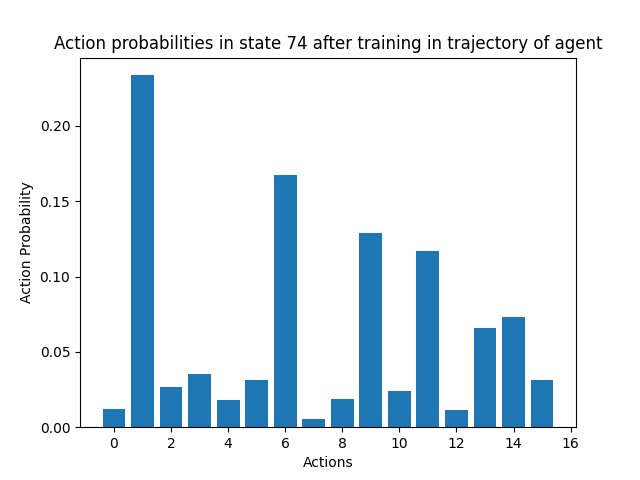 Action probabilities in state 74 after training in trajectory of agent
Action Probability
0.20
0.15
0.10
0.05
0.00
0 2 4 6 8 10 12 14 16
Actions